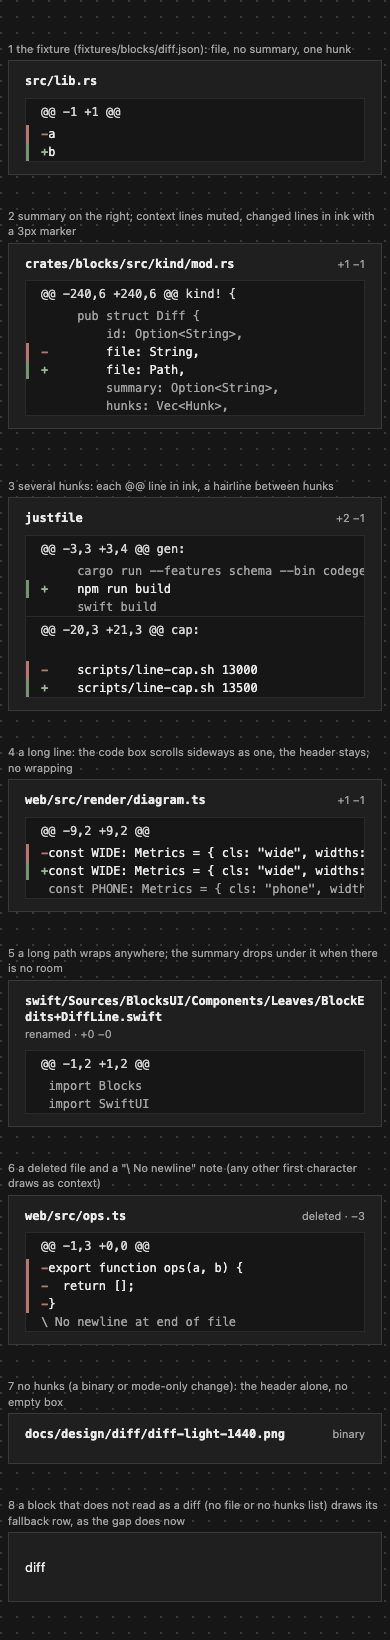 1 the fixture (fixtures/blocks/diff.json): file, no summary, one hunk
src/lib.rs
@@ -1 +1 @@
−a
+b
2 summary on the right; context lines muted, changed lines in ink with
a 3px marker
crates/blocks/src/kind/mod.rs +1 −1
@@ -240,6 +240,6 @@ kind! {
pub struct Diff {
id: Option<String>,
− file: String,
+ file: Path,
summary: Option<String>,
hunks: Vec<Hunk>,
3 several hunks: each @@ line in ink, a hairline between hunks
justfile +2 −1
@@ -3,3 +3,4 @@ gen:
cargo run --features schema --bin codege
+ npm run build
swift build
@@ -20,3 +21,3 @@ cap:
− scripts/line-cap.sh 13000
+ scripts/line-cap.sh 13500
4 a long line: the code box scrolls sideways as one, the header stays;
no wrapping
web/src/render/diagram.ts +1 −1
@@ -9,2 +9,2 @@
−const WIDE: Metrics = { cls: "wide", widths:
+const WIDE: Metrics = { cls: "wide", widths:
const PHONE: Metrics = { cls: "phone", width
5 a long path wraps anywhere; the summary drops under it when there
is no room
swift/Sources/BlocksUI/Components/Leaves/BlockE
dits+DiffLine.swift
renamed · +0 −0
@@ -1,2 +1,2 @@
import Blocks
import SwiftUI
6 a deleted file and a "\ No newline" note (any other first character
draws as context)
web/src/ops.ts deleted · −3
@@ -1,3 +0,0 @@
−export function ops(a, b) {
− return [];
−}
\ No newline at end of file
7 no hunks (a binary or mode-only change): the header alone, no
empty box
docs/design/diff/diff-light-1440.png binary
8 a block that does not read as a diff (no file or no hunks list) draws its
fallback row, as the gap does now
diff